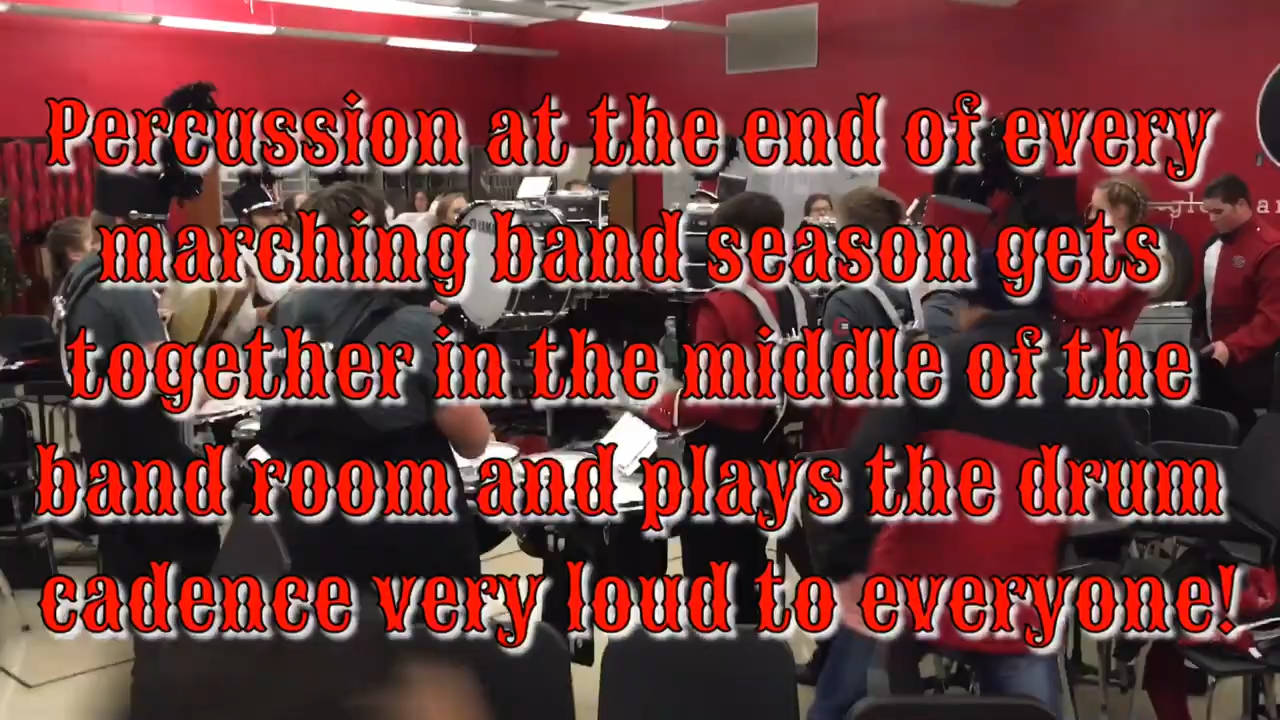 Percussion at the end of every
marching band season gets
together in the middle of the
band room and plays the drum
cadence very loud to everyone!